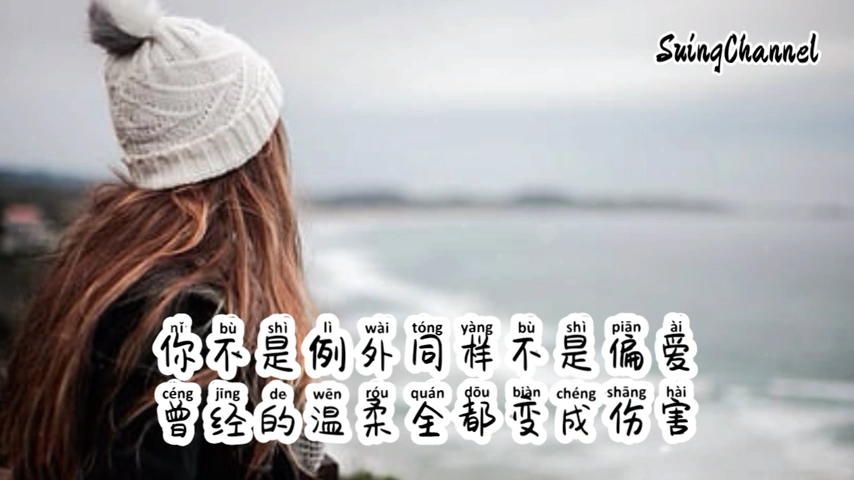 SuingChannel
nǐ bù shì lì wài tóng yàng bù shì piān ài
你不是例外同样不是偏爱
céng jīng de wēn róu quán dōu biàn chéng shāng hài
曾经的温柔全都变成伤害